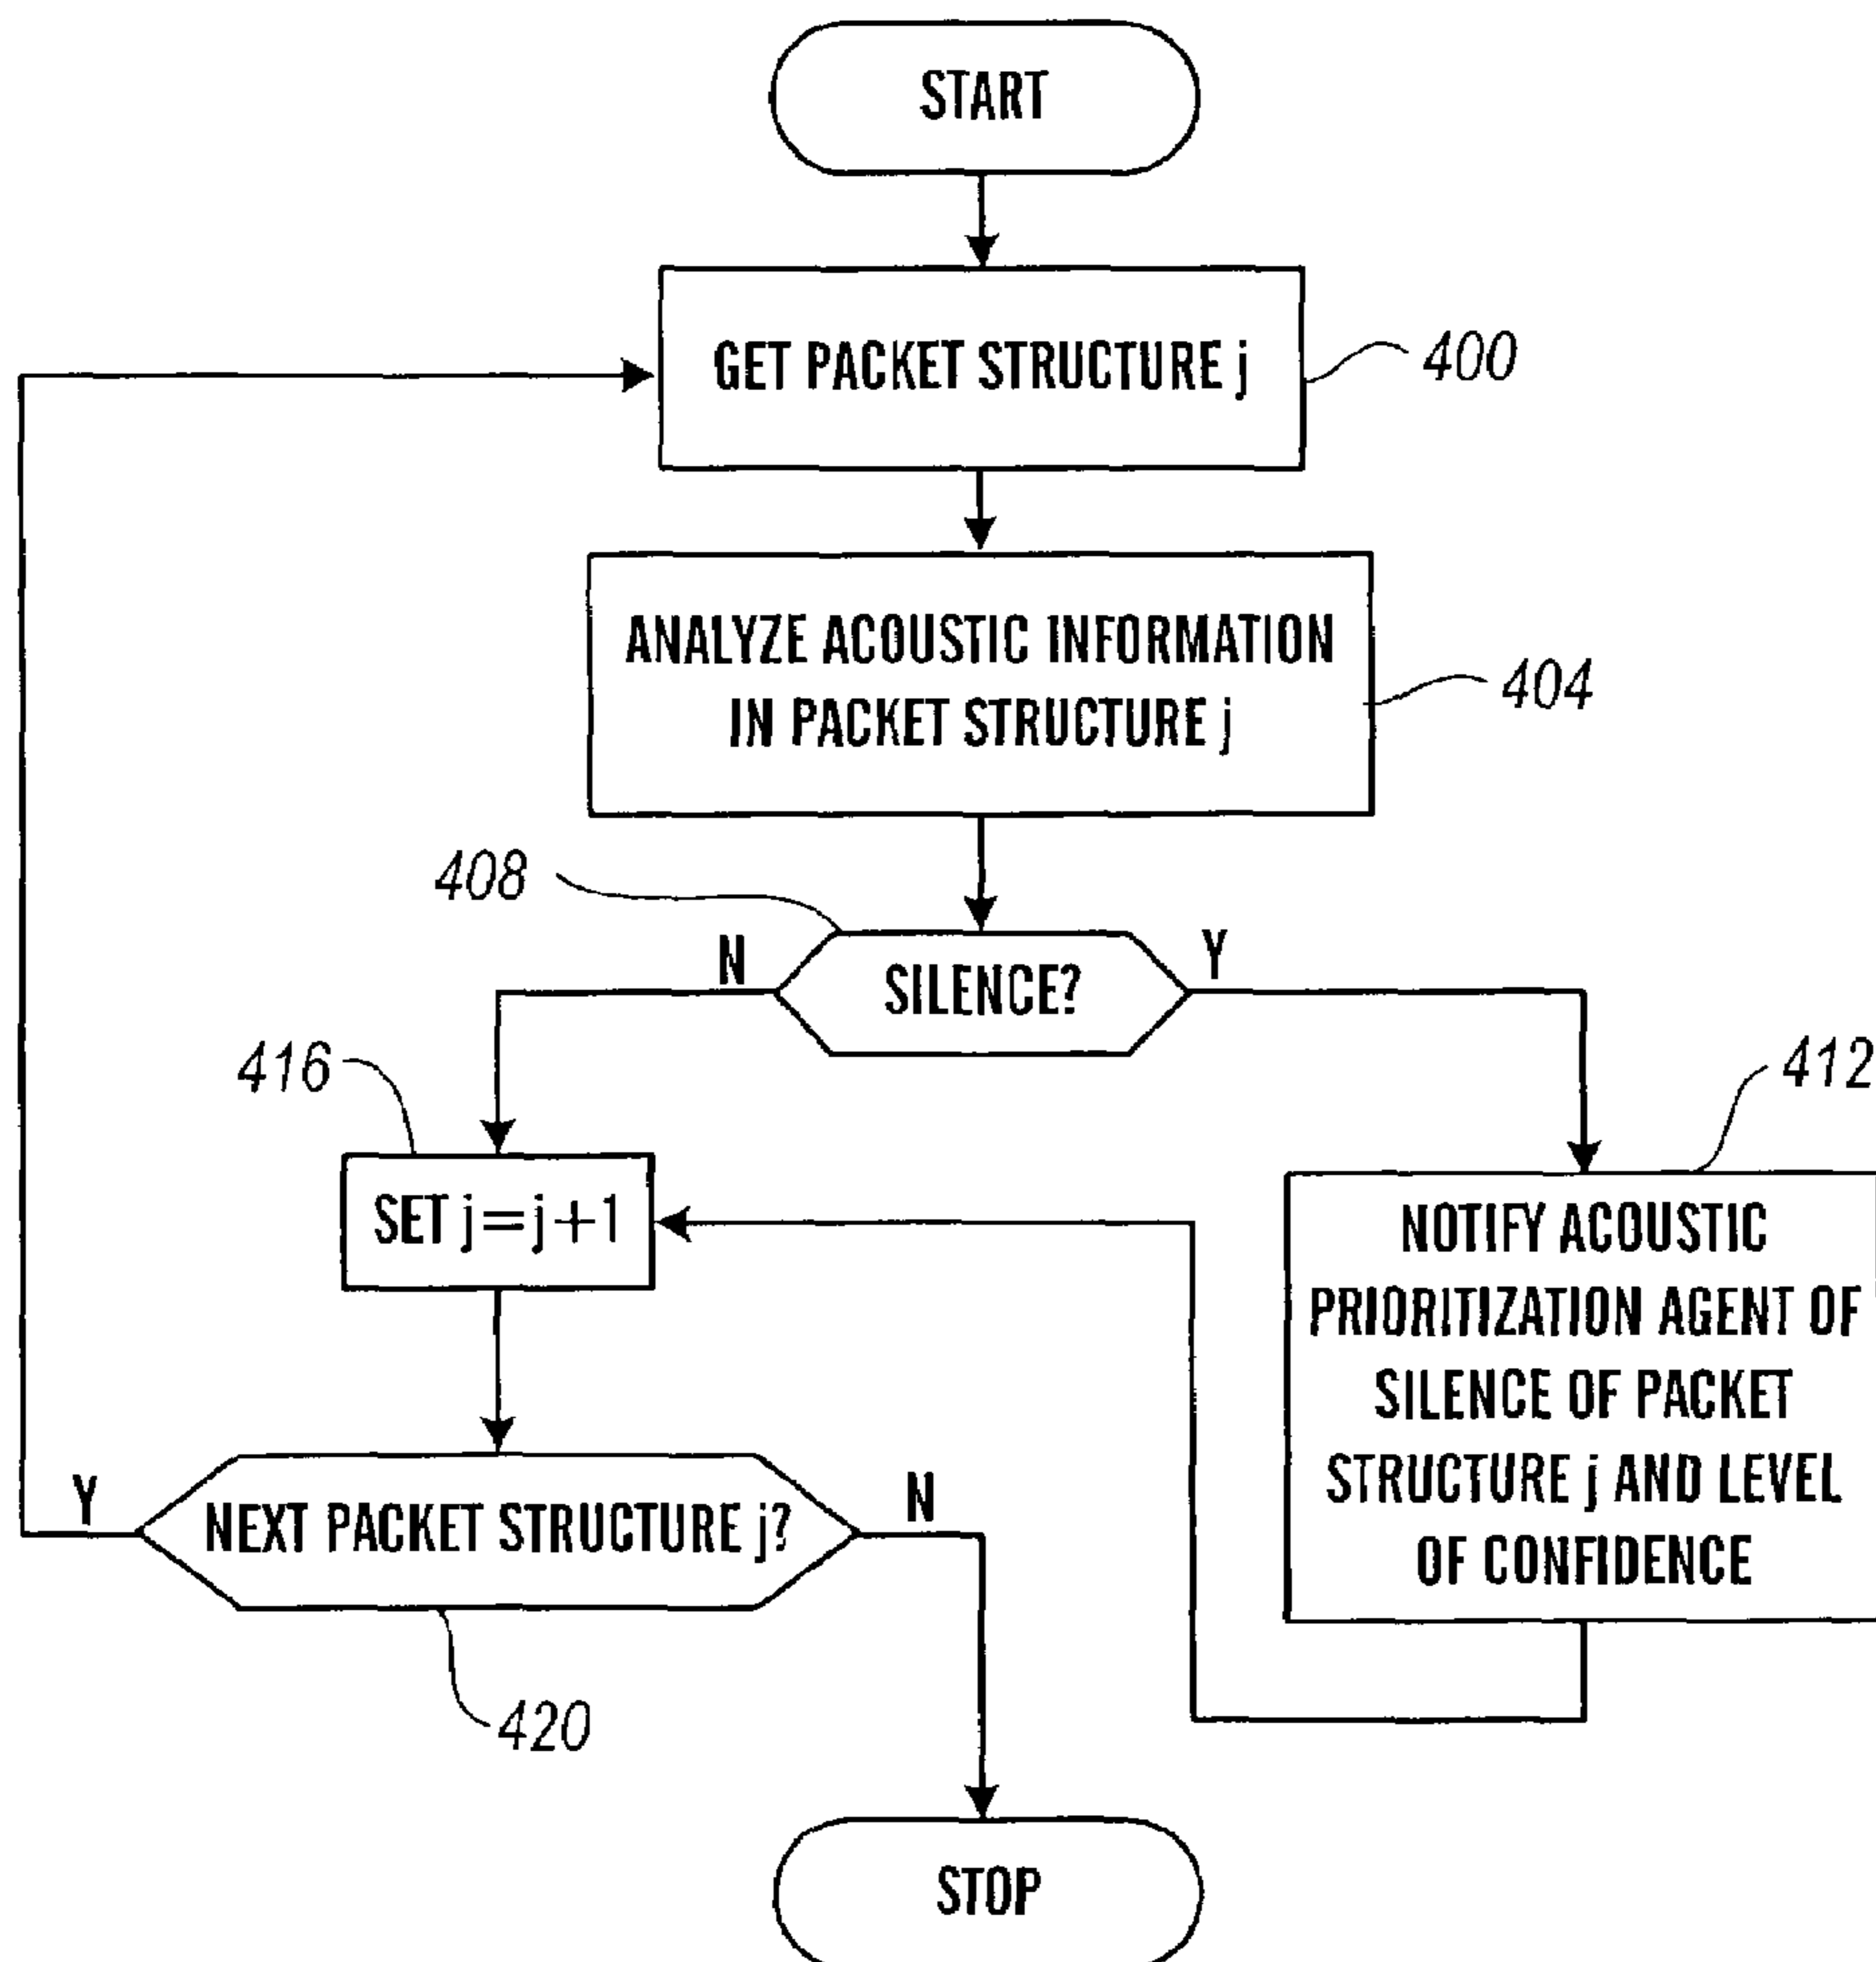 START
GET PACKET STRUCTURE j
400
ANALYZE ACOUSTIC INFORMATION
IN PACKET STRUCTURE j
404
408
N
SILENCE?
Y
416
412
SET j=j+1
NOTIFY ACOUSTIC
PRIORITIZATION AGENT OF
SILENCE OF PACKET
STRUCTURE j AND LEVEL
OF CONFIDENCE
Y
NEXT PACKET STRUCTURE j?
N
420
STOP